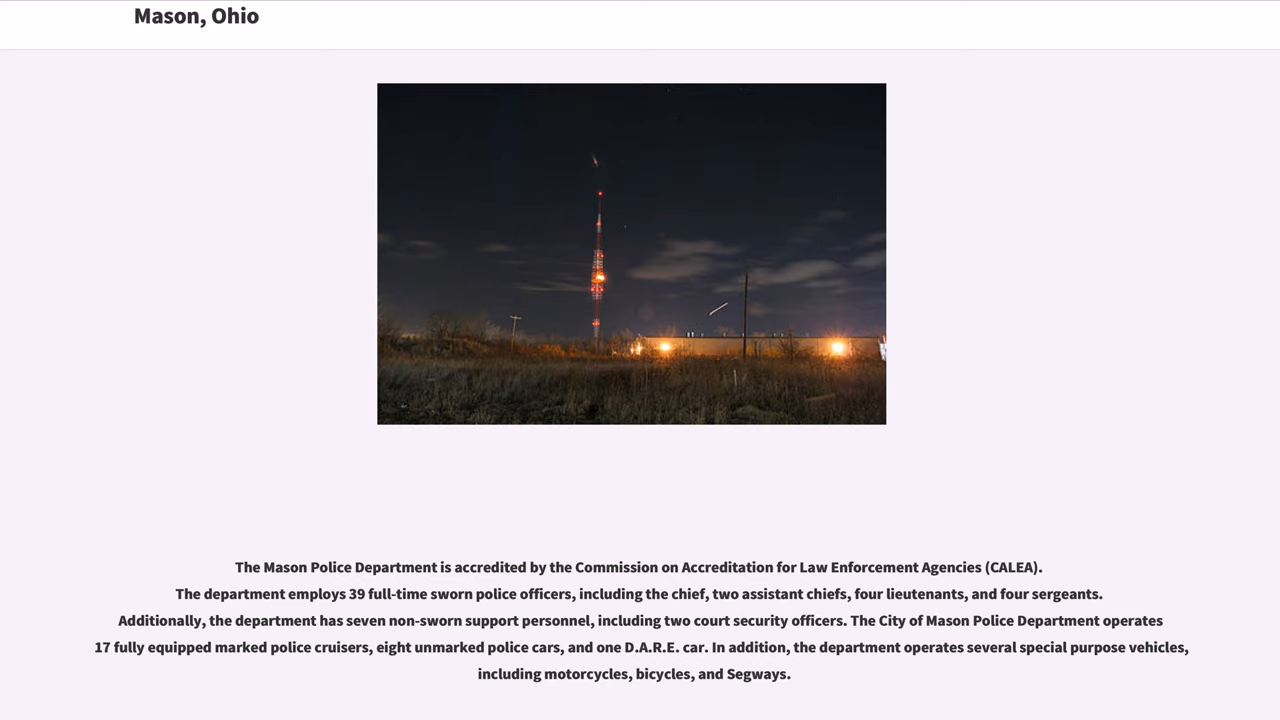 Mason, Ohio
The Mason Police Department is accredited by the Commission on Accreditation for Law Enforcement Agencies (CALEA).
The department employs 39 full-time sworn police officers, including the chief, two assistant chiefs, four lieutenants, and four sergeants.
Additionally, the department has seven non-sworn support personnel, including two court security officers. The City of Mason Police Department operates
17 fully equipped marked police cruisers, eight unmarked police cars, and one D.A.R.E. car. In addition, the department operates several special purpose vehicles,
including motorcycles, bicycles, and Segways.